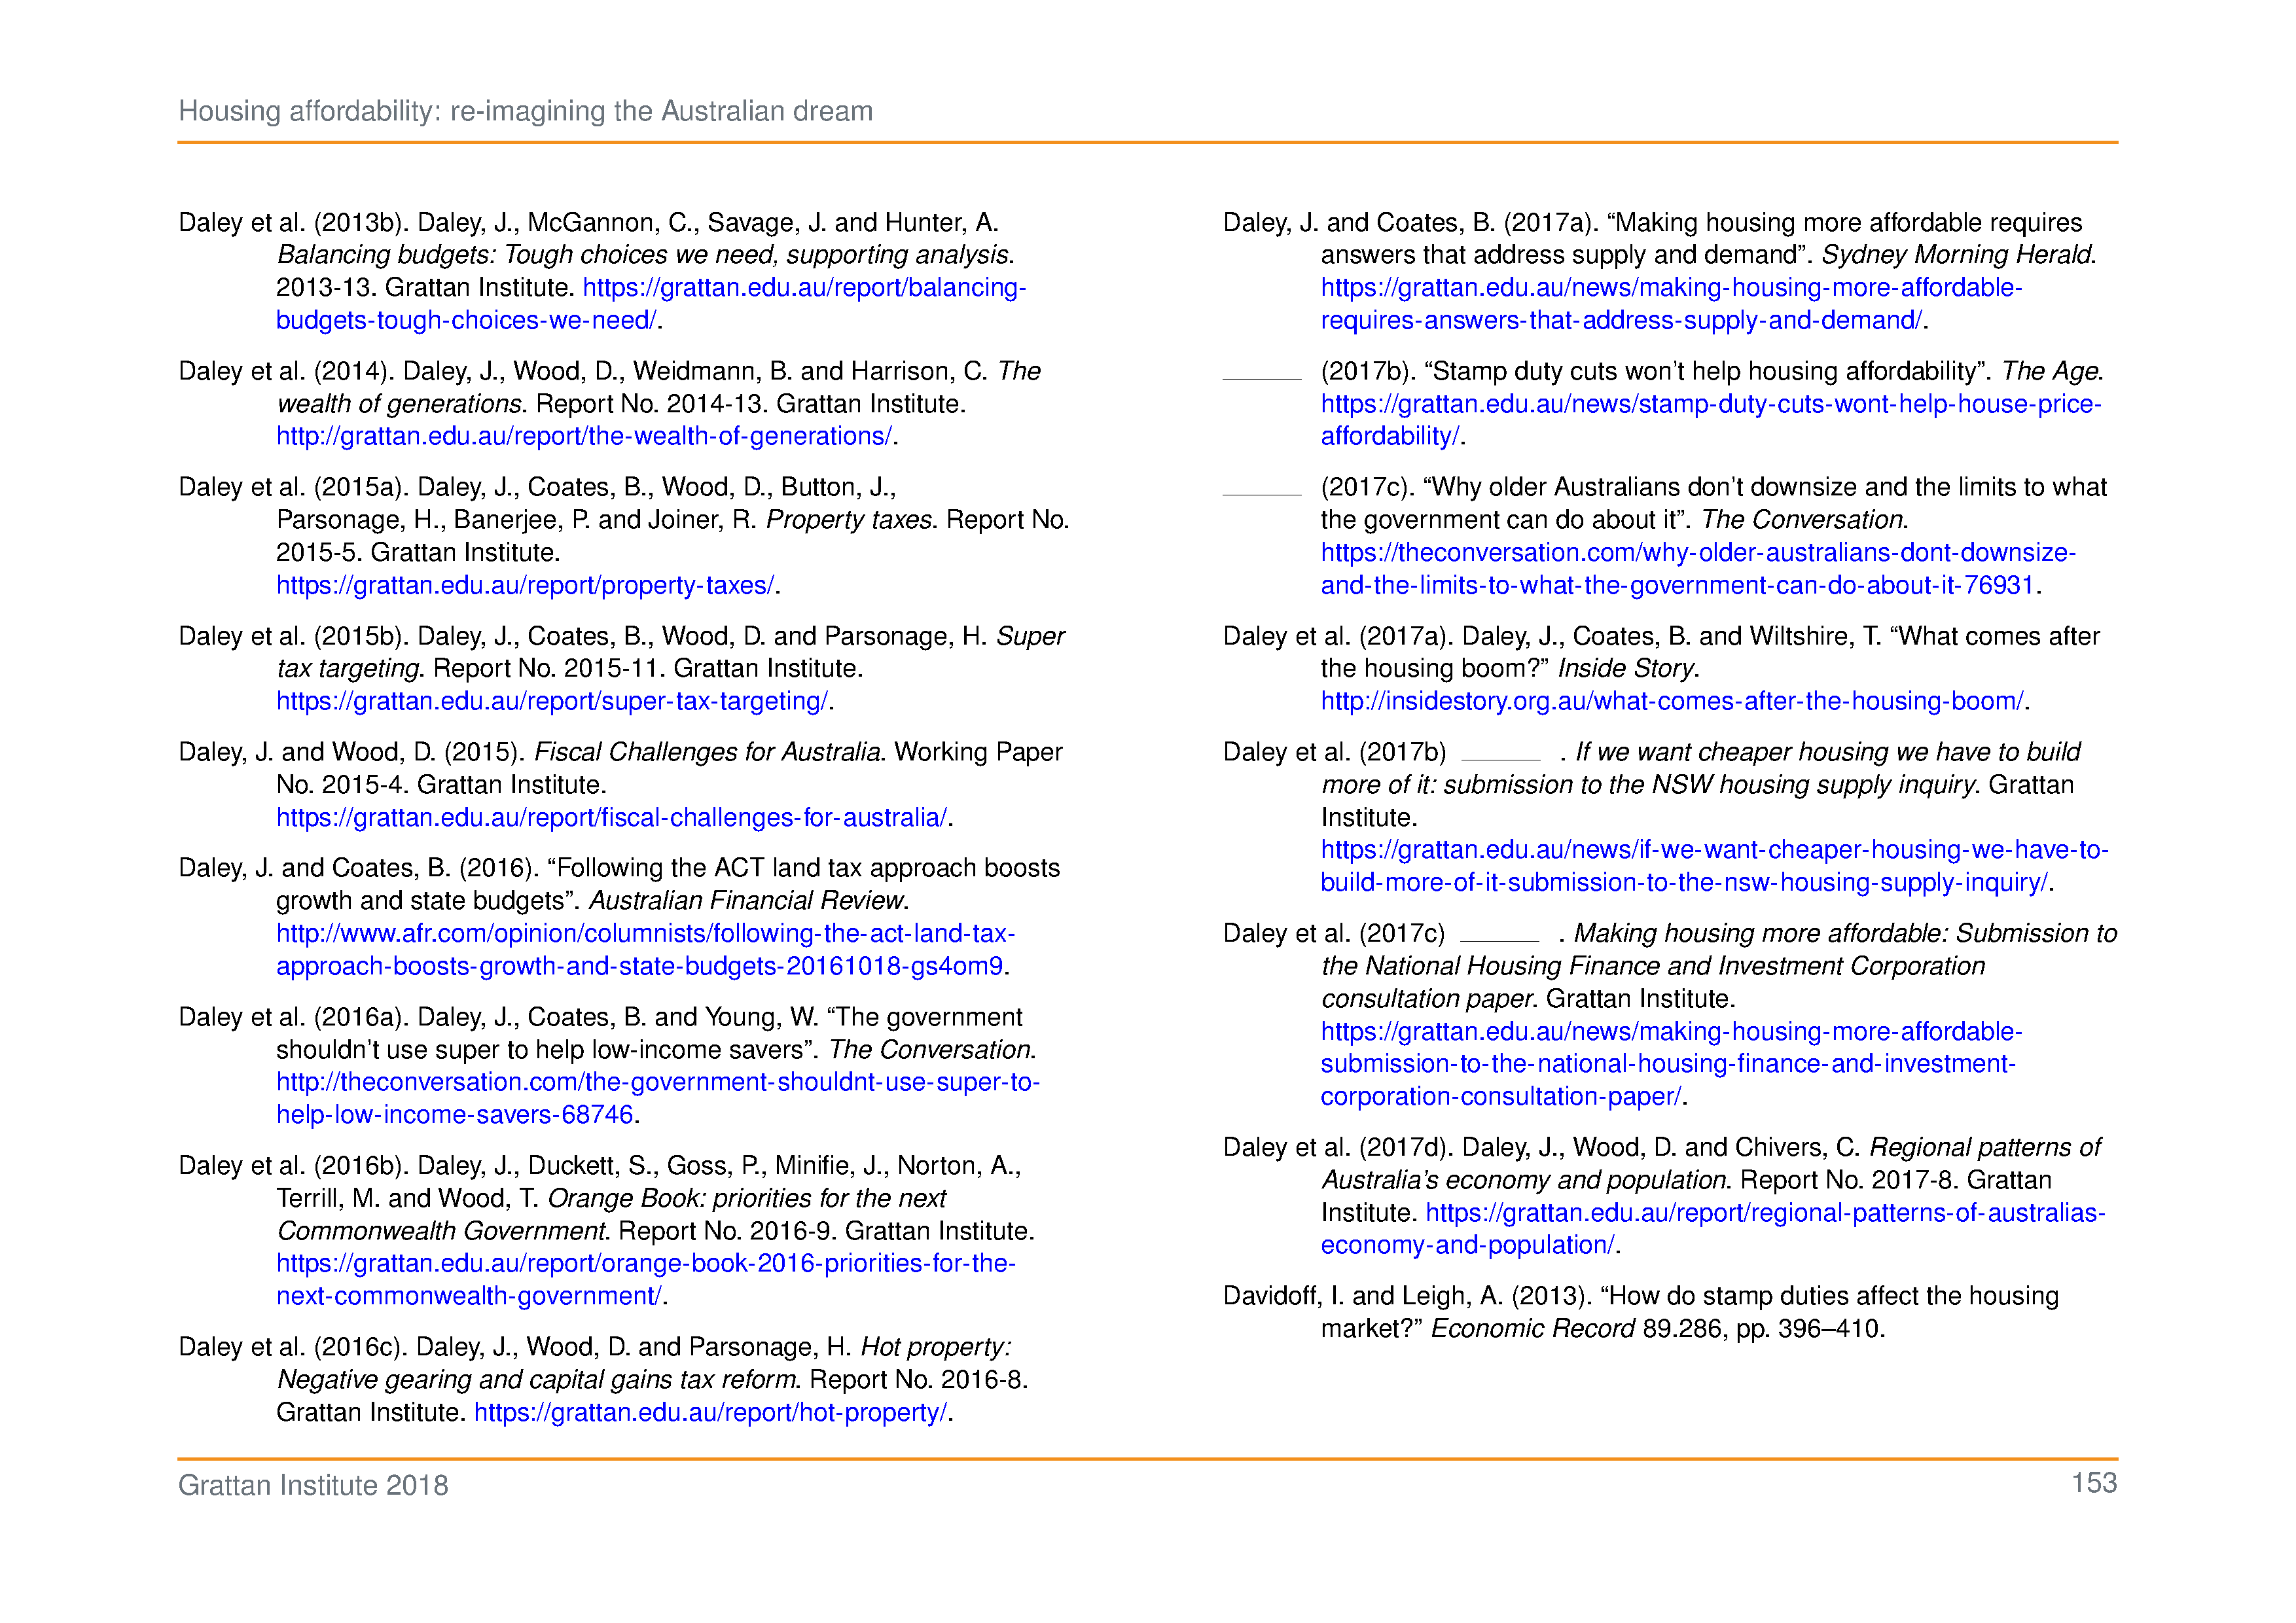 Housing affordability: re-imagining the Australian dream
Daley et al. (2013b). Daley, J., McGannon, C., Savage, J. and Hunter, A.
Balancing budgets: Tough choices we need, supporting analysis.
2013-13. Grattan Institute. https://grattan.edu.au/report/balancing-
budgets-tough-choices-we-need/.
Daley et al. (2014). Daley, J., Wood, D., Weidmann, B. and Harrison, C. The
wealth of generations. Report No. 2014-13. Grattan Institute.
http://grattan.edu.au/report/the-wealth-of-generations/.
Daley et al. (2015a). Daley, J., Coates, B., Wood, D., Button, J.,
Parsonage, H., Banerjee, P. and Joiner, R. Property taxes. Report No.
2015-5. Grattan Institute.
https://grattan.edu.au/report/property-taxes/.
Daley et al. (2015b). Daley, J., Coates, B., Wood, D. and Parsonage, H. Super
tax targeting. Report No. 2015-11. Grattan Institute.
https://grattan.edu.au/report/super-tax-targeting/.
Daley, J. and Wood, D. (2015). Fiscal Challenges for Australia. Working Paper
No. 2015-4. Grattan Institute.
https://grattan.edu.au/report/fiscal-challenges-for-australia/.
Daley, J. and Coates, B. (2016). “Following the ACT land tax approach boosts
growth and state budgets”. Australian Financial Review.
http://www.afr.com/opinion/columnists/following-the-act-land-tax-
approach-boosts-growth-and-state-budgets-20161018-gs4om9.
Daley et al. (2016a). Daley, J., Coates, B. and Young, W. “The government
shouldn’t use super to help low-income savers”. The Conversation.
http://theconversation.com/the-government-shouldnt-use-super-to-
help-low-income-savers-68746.
Daley et al. (2016b). Daley, J., Duckett, S., Goss, P., Minifie, J., Norton, A.,
Terrill, M. and Wood, T. Orange Book: priorities for the next
Commonwealth Government. Report No. 2016-9. Grattan Institute.
https://grattan.edu.au/report/orange-book-2016-priorities-for-the-
next-commonwealth-government/.
Daley et al. (2016c). Daley, J., Wood, D. and Parsonage, H. Hot property:
Negative gearing and capital gains tax reform. Report No. 2016-8.
Grattan Institute. https://grattan.edu.au/report/hot-property/.
Daley, J. and Coates, B. (2017a). “Making housing more affordable requires
answers that address supply and demand”. Sydney Morning Herald.
https://grattan.edu.au/news/making-housing-more-affordable-
requires-answers-that-address-supply-and-demand/.
______ (2017b). “Stamp duty cuts won’t help housing affordability”. The Age.
https://grattan.edu.au/news/stamp-duty-cuts-wont-help-house-price-
affordability/.
______ (2017c). “Why older Australians don’t downsize and the limits to what
the government can do about it”. The Conversation.
https://theconversation.com/why-older-australians-dont-downsize-
and-the-limits-to-what-the-government-can-do-about-it-76931.
Daley et al. (2017a). Daley, J., Coates, B. and Wiltshire, T. “What comes after
the housing boom?” Inside Story.
http://insidestory.org.au/what-comes-after-the-housing-boom/.
Daley et al. (2017b) ______ . If we want cheaper housing we have to build
more of it: submission to the NSW housing supply inquiry. Grattan
Institute.
https://grattan.edu.au/news/if-we-want-cheaper-housing-we-have-to-
build-more-of-it-submission-to-the-nsw-housing-supply-inquiry/.
Daley et al. (2017c) ______ . Making housing more affordable: Submission to
the National Housing Finance and Investment Corporation
consultation paper. Grattan Institute.
https://grattan.edu.au/news/making-housing-more-affordable-
submission-to-the-national-housing-finance-and-investment-
corporation-consultation-paper/.
Daley et al. (2017d). Daley, J., Wood, D. and Chivers, C. Regional patterns of
Australia’s economy and population. Report No. 2017-8. Grattan
Institute. https://grattan.edu.au/report/regional-patterns-of-australias-
economy-and-population/.
Davidoff, I. and Leigh, A. (2013). “How do stamp duties affect the housing
market?” Economic Record 89.286, pp. 396–410.
Grattan Institute 2018
153